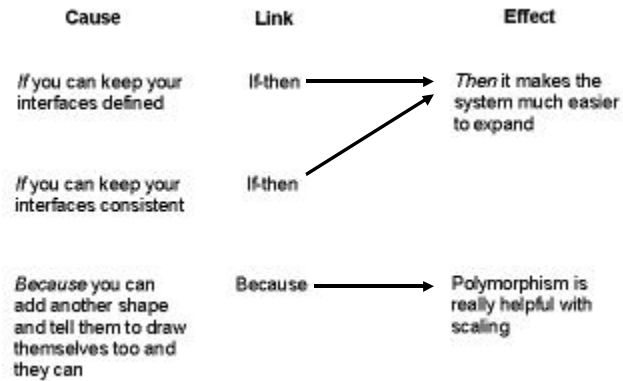 Cause Link Effect
If you can keep your
interfaces defined
If-then
Then it makes the
system much easier
to expand
If you can keep your
interfaces consistent
If-then
Because you can
add another shape
and tell them to draw
themselves too and
they can
Because
Polymorphism is
really helpful with
scaling